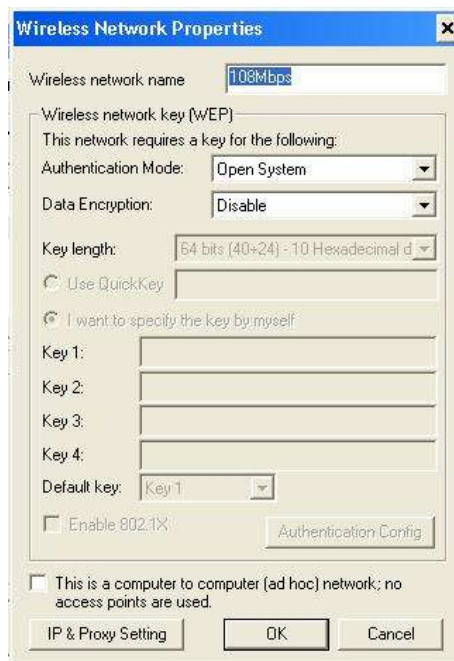 Wireless Network Properties
Wireless network name 108Mbps
Wireless network key (WEP)
This network requires a key for the following:
Authentication Mode: Open System
Data Encryption: Disable
Key length: 64 bits (40+24) - 10 Hexadecimal d
Use QuickKey
I want to specify the key by myself
Key 1:
Key 2:
Key 3:
Key 4:
Default key: Key 1
Enable 802.1X Authentication Config
This is a computer to computer (ad hoc) network; no
access points are used.
IP & Proxy Setting OK Cancel